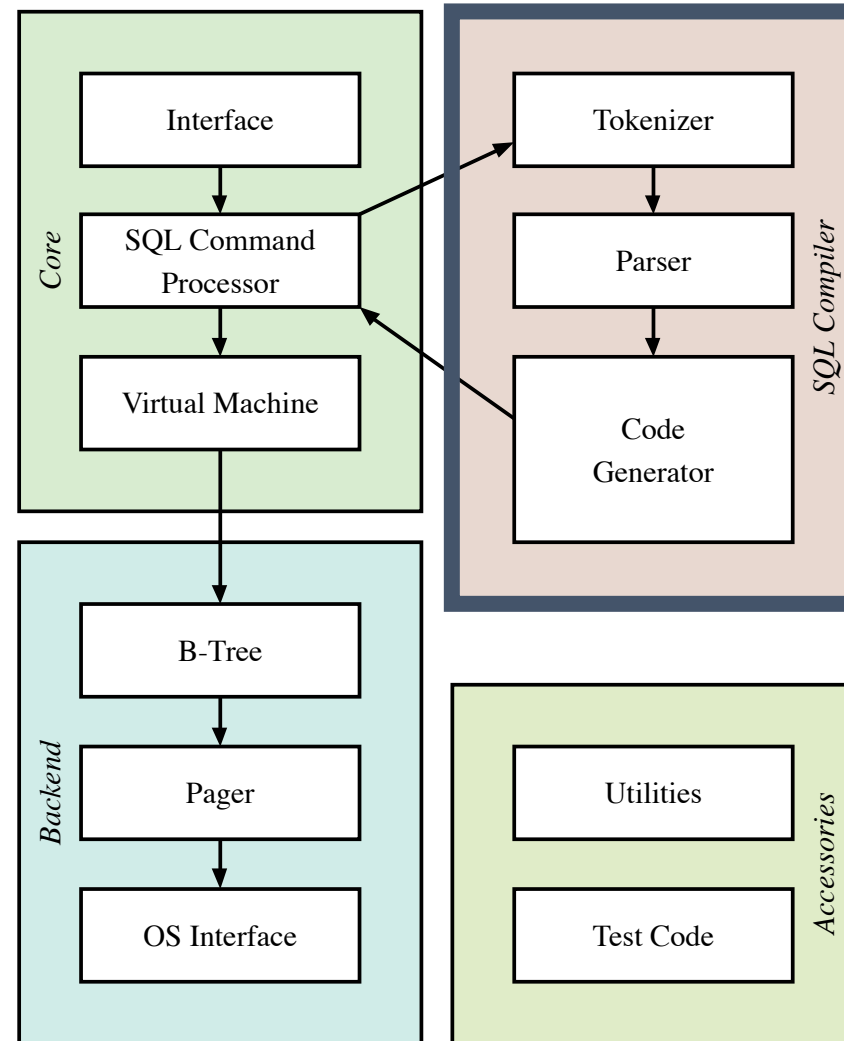 Core
Interface
SQL Command
Processor
Virtual Machine
SQL Compiler
Tokenizer
Parser
Code
Generator
Backend
B-Tree
Pager
OS Interface
Accessories
Utilities
Test Code